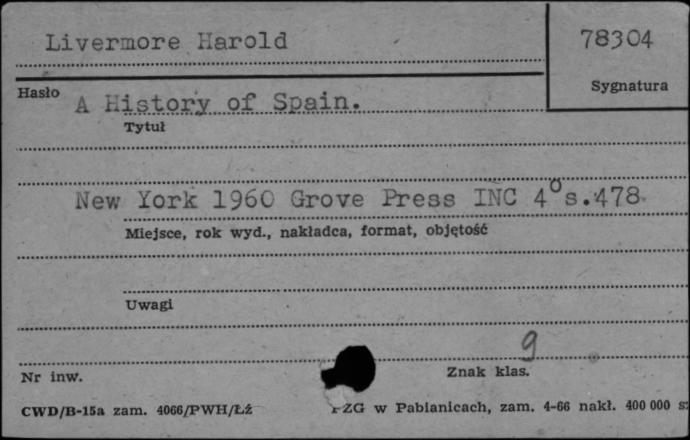 Livermore Harold
78304
Sygnatura
Hasło
A History of Spain.
Tytuł
New York 1960 Grove Press INC 4° s.478
Miejsce, rok wyd., nakładca, format, objętość
Uwagi
9
Nr inw.
Znak klas.
CWD/B-15a zam. 4066/PWH/Łź
PZG w Pabianicach, zam. 4-66 nakł. 400 000